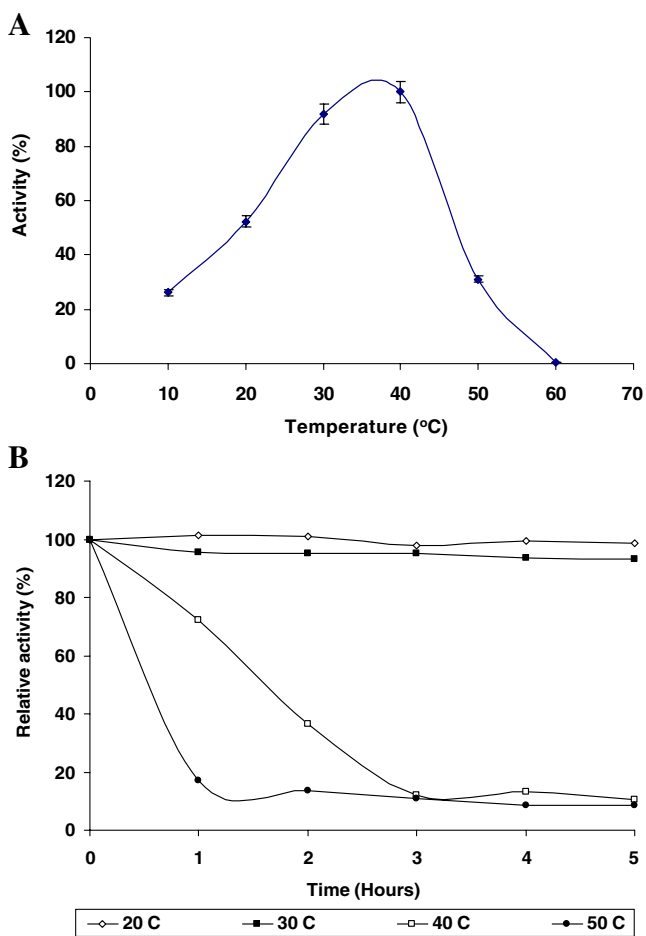 A
120
100
80
60
40
20
0
Activity (%)
0 10 20 30 40 50 60 70
Temperature (°C)
B
120
100
80
60
40
20
0
Relative activity (%)
0 1 2 3 4 5
Time (Hours)
20 C 30 C 40 C 50 C